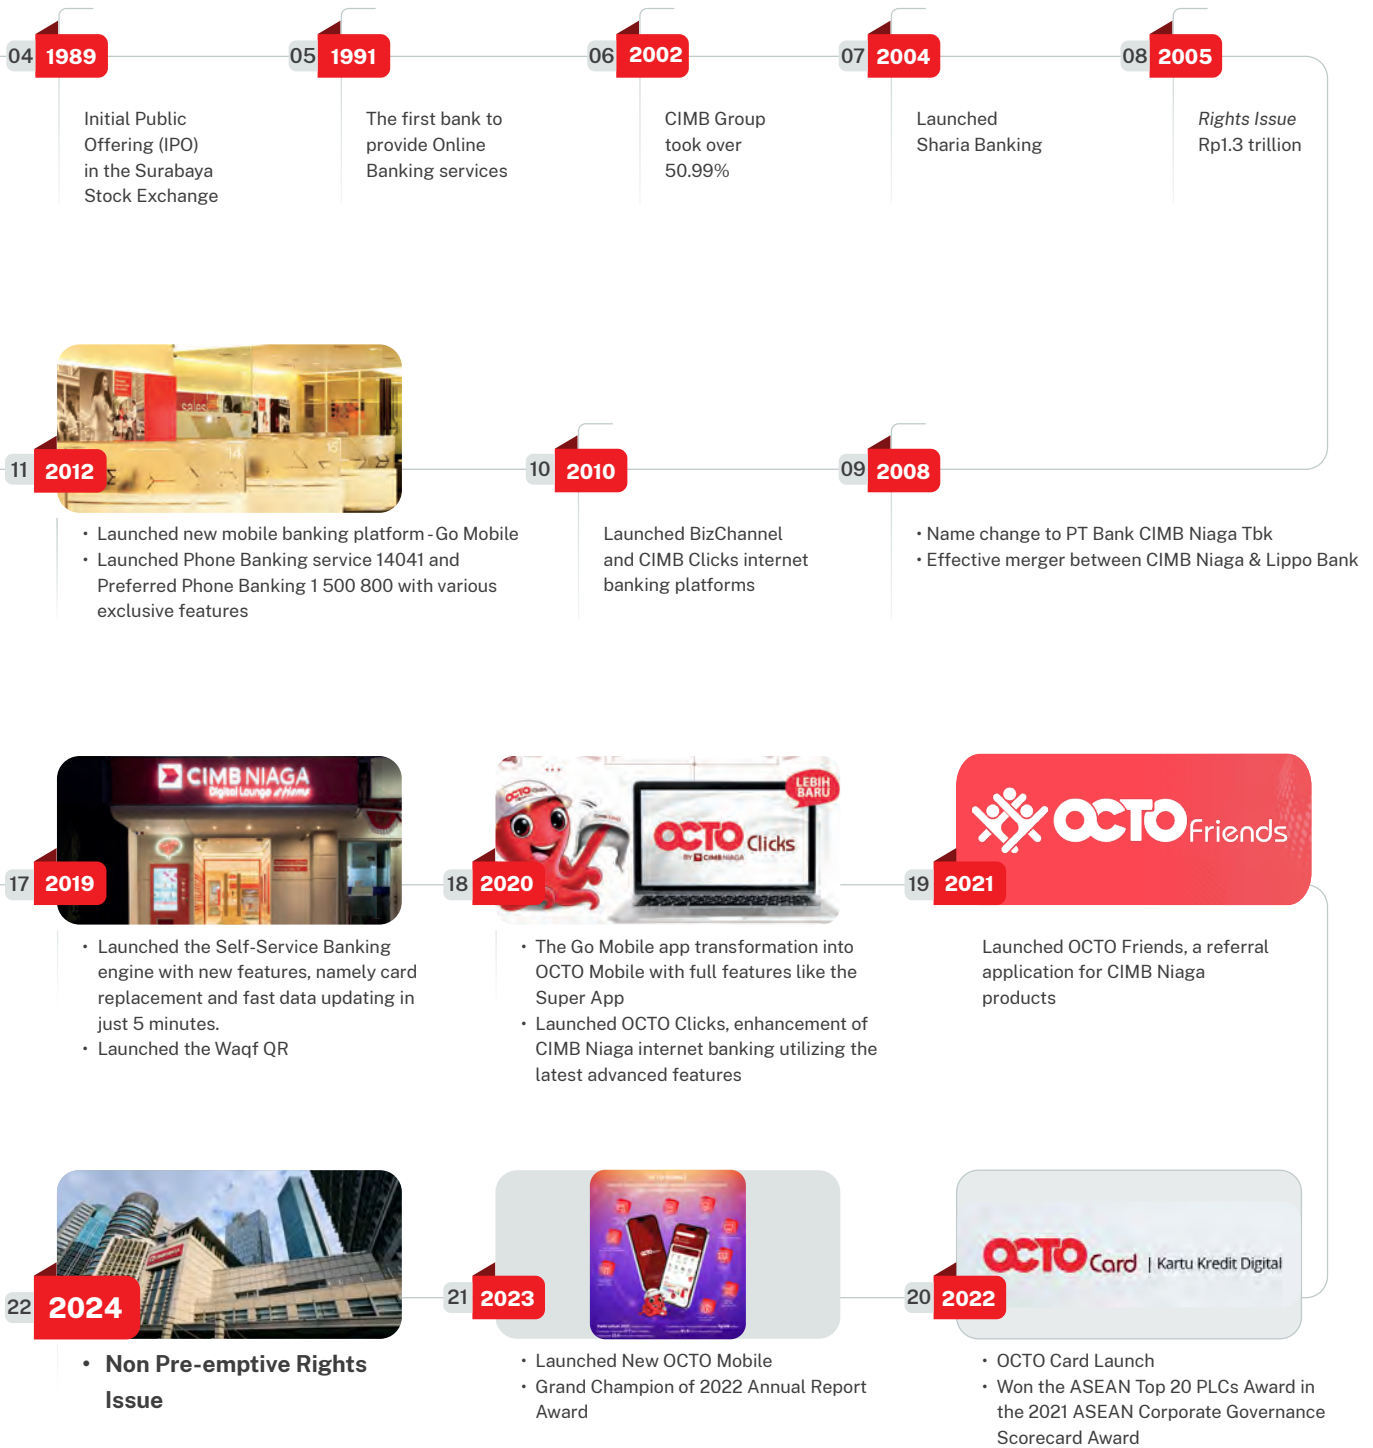 04 1989
Initial Public
Offering (IPO)
in the Surabaya
Stock Exchange
05 1991
The first bank to
provide Online
Banking services
06 2002
CIMB Group
took over
50.99%
07 2004
Launched
Sharia Banking
08 2005
Rights Issue
Rp1.3 trillion
sales
14
15
11 2012
• Launched new mobile banking platform - Go Mobile
• Launched Phone Banking service 14041 and
Preferred Phone Banking 1 500 800 with various
exclusive features
10 2010
Launched BizChannel
and CIMB Clicks internet
banking platforms
09 2008
• Name change to PT Bank CIMB Niaga Tbk
• Effective merger between CIMB Niaga & Lippo Bank
CIMB NIAGA
Digital Lounge @Home
17 2019
• Launched the Self-Service Banking
engine with new features, namely card
replacement and fast data updating in
just 5 minutes.
• Launched the Waqf QR
LEBIH
BARU
OCTO Clicks
BY CIMB NIAGA
18 2020
• The Go Mobile app transformation into
OCTO Mobile with full features like the
Super App
• Launched OCTO Clicks, enhancement of
CIMB Niaga internet banking utilizing the
latest advanced features
OCTO Friends
19 2021
Launched OCTO Friends, a referral
application for CIMB Niaga
products
22 2024
• Non Pre-emptive Rights
Issue
OCTO
21 2023
• Launched New OCTO Mobile
• Grand Champion of 2022 Annual Report
Award
OCTO Card | Kartu Kredit Digital
20 2022
• OCTO Card Launch
• Won the ASEAN Top 20 PLCs Award in
the 2021 ASEAN Corporate Governance
Scorecard Award